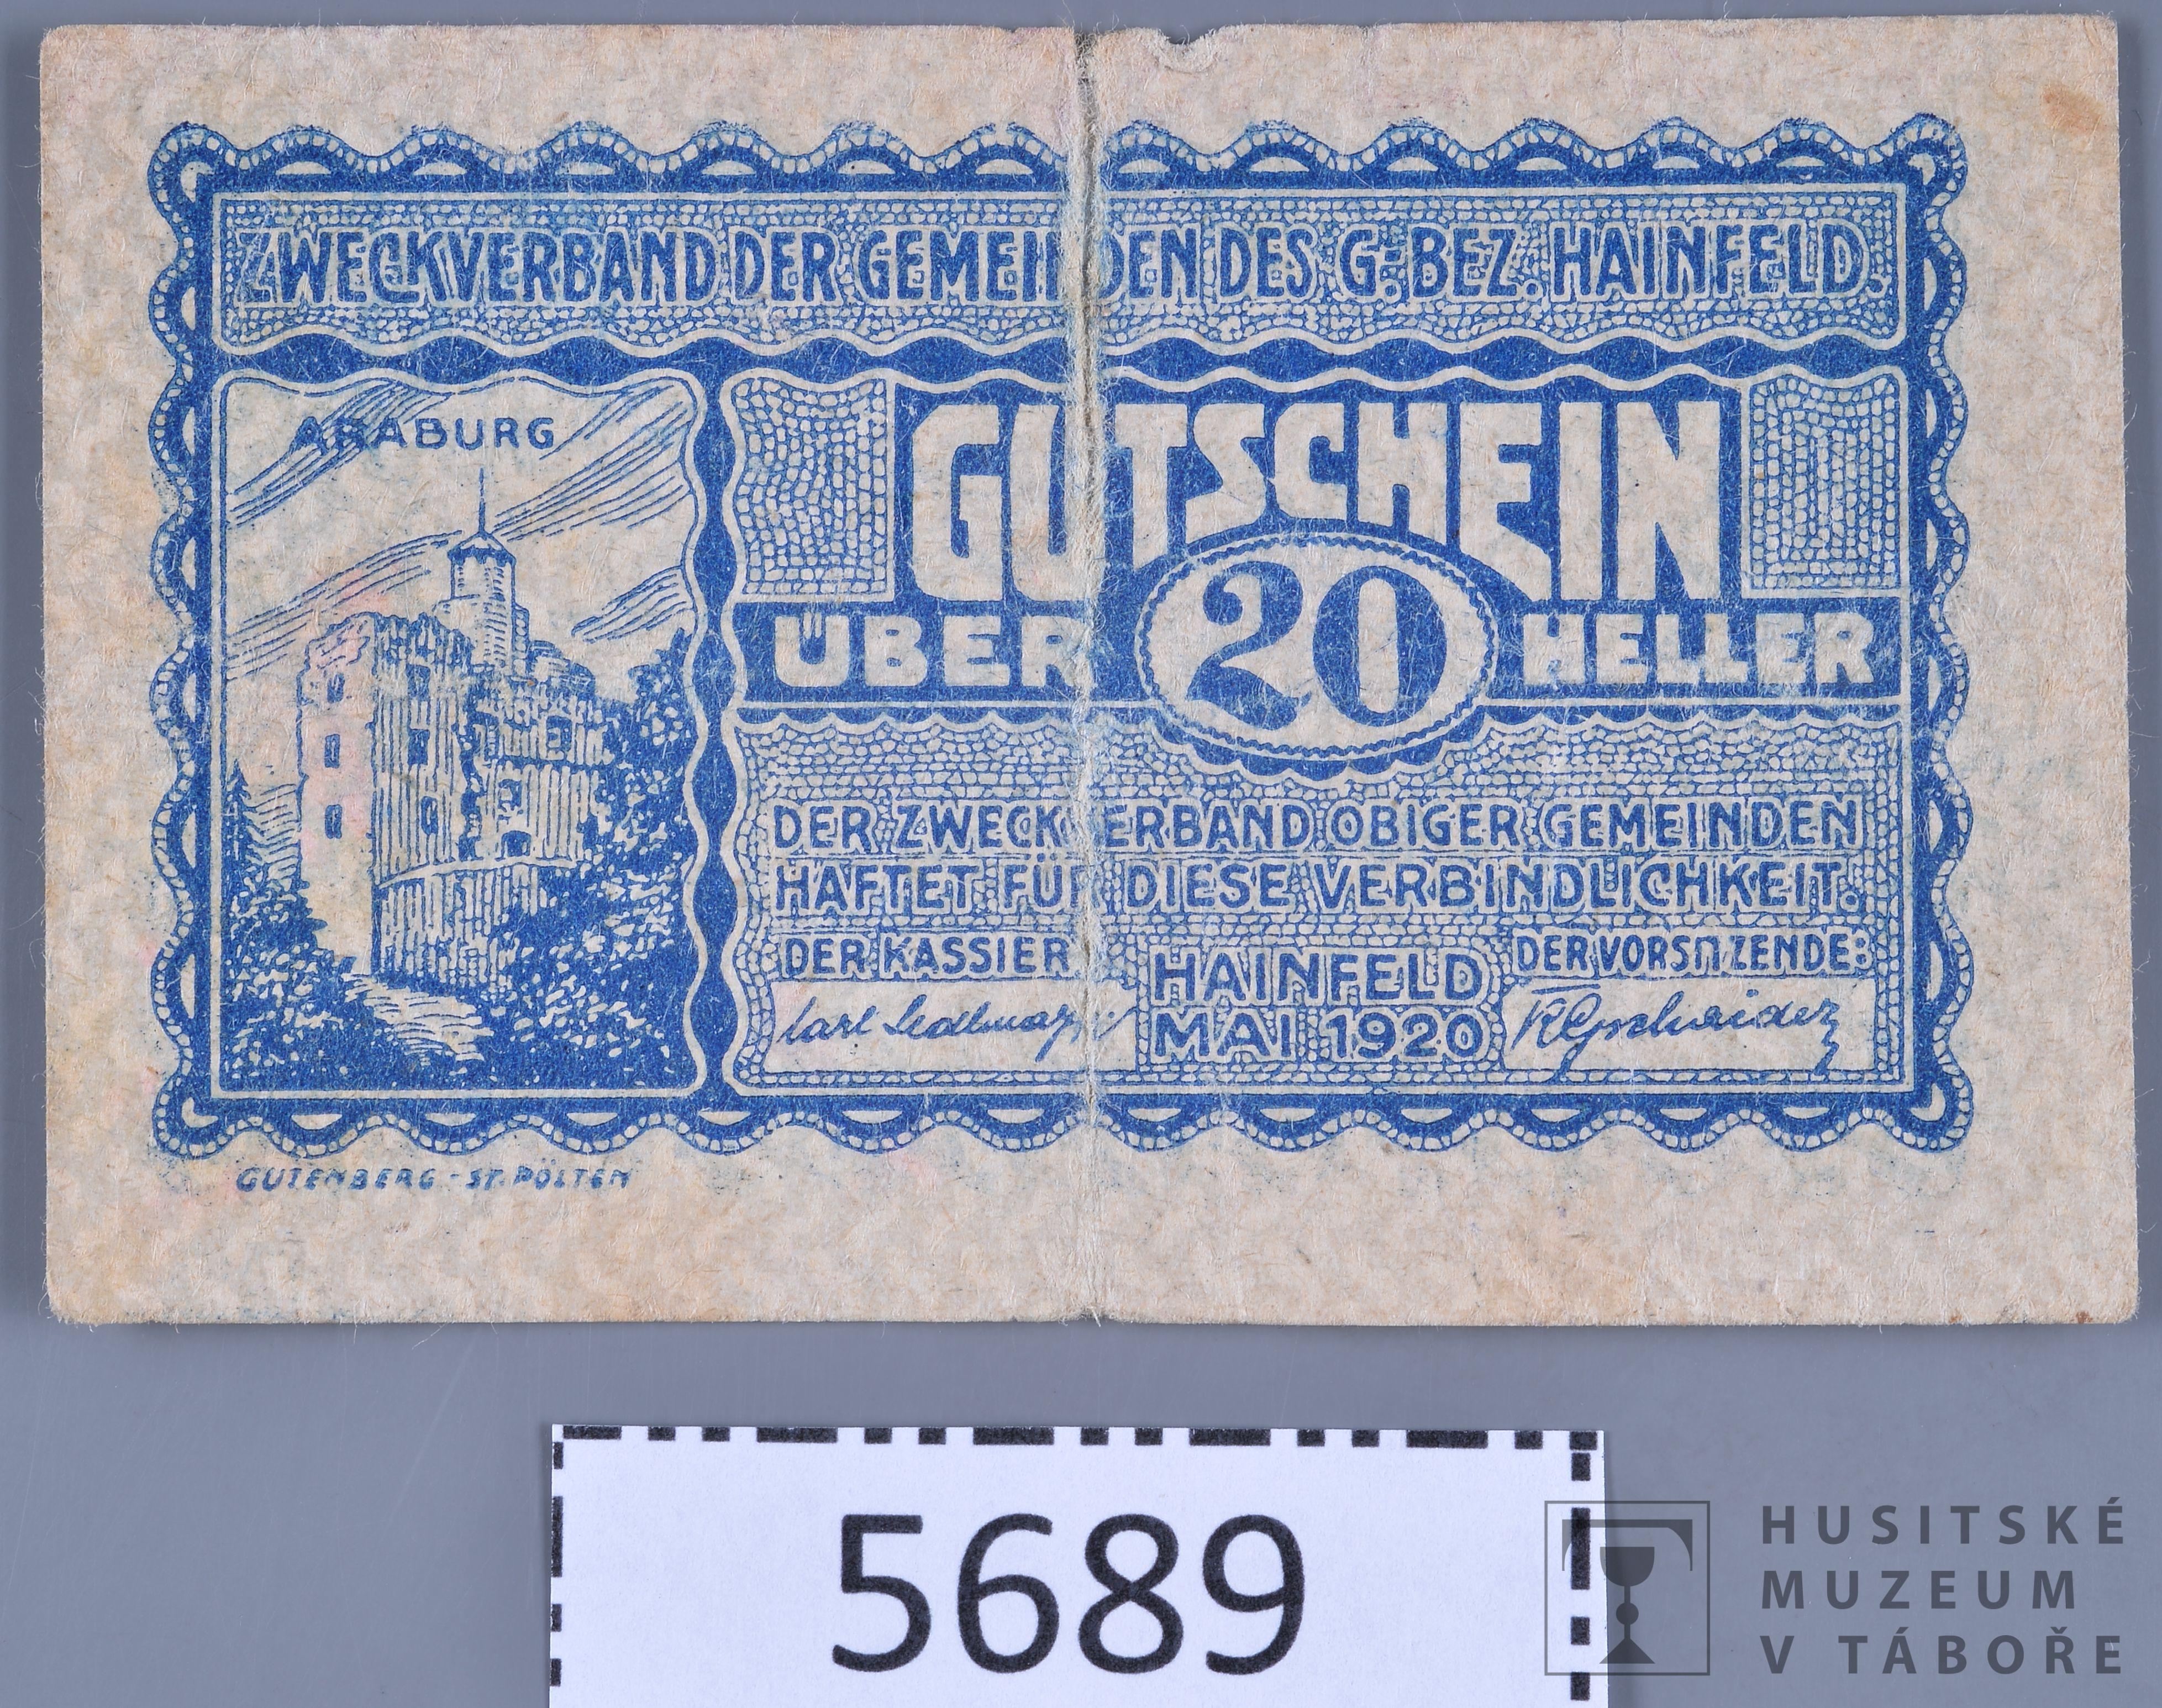 ZWECKVERBAND DER GEMEINDEN DES G. BEZ. HAINFELD.
ARABURG
GUTSCHEIN
ÜBER 20 HELLER
DER ZWECKVERBAND OBIGER GEMEINDEN
HAFTET FÜR DIESE VERBINDLICHKEIT.
DER KASSIER
HAINFELD
MAI 1920
DER VORSITZENDE:
GUTENBERG - ST. PÖLTEN
5689
HUSITSKÉ
MUZEUM
V TÁBOŘE